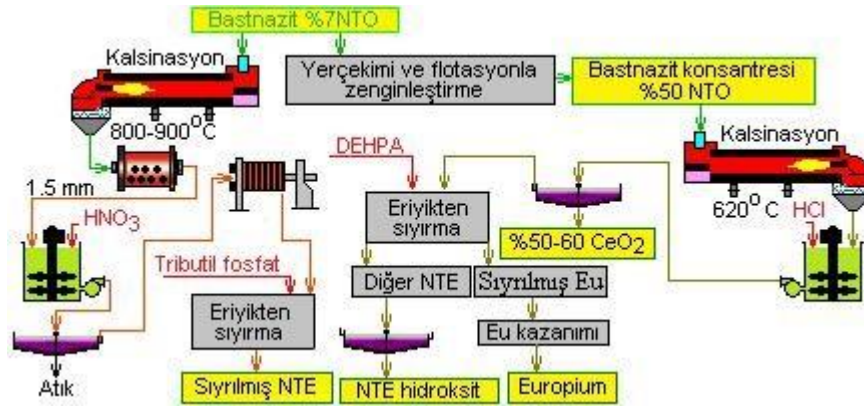 Bastnazit %7NTO
Kalsinasyon
800-900°C
Yerçekimi ve flotasyonla
zenginleştirme
Bastnazit konsantresi
%50 NTO
Kalsinasyon
620°C
HCl
1.5 mm
HNO3
DEHPA
Eriyikten
sıyırma
%50-60 CeO2
Tributil fosfat
Diğer NTE
Sıyrılmış Eu
Eriyikten
sıyırma
Eu kazanımı
Atık
Sıyrılmış NTE
NTE hidroksit
Europium